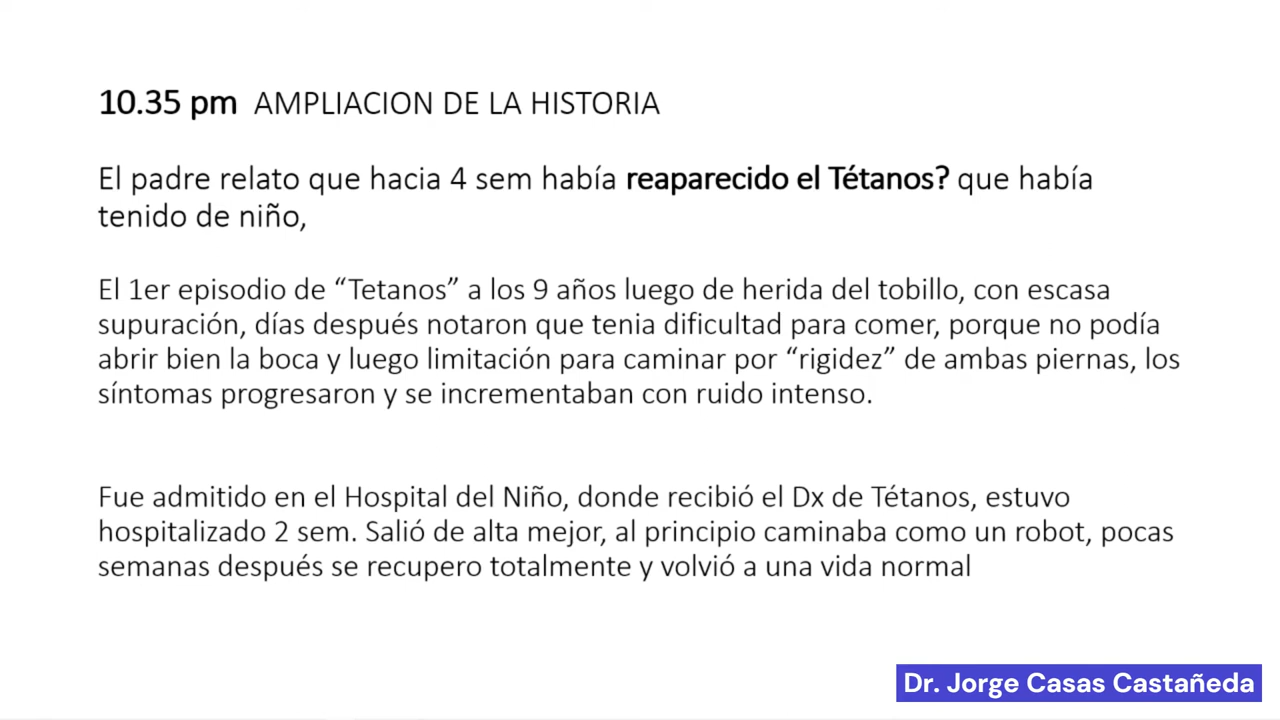 10.35 pm AMPLIACION DE LA HISTORIA
El padre relato que hacia 4 sem había reaparecido el Tétanos? que había
tenido de niño,
El 1er episodio de “Tetanos” a los 9 años luego de herida del tobillo, con escasa
supuración, días después notaron que tenia dificultad para comer, porque no podía
abrir bien la boca y luego limitación para caminar por “rigidez” de ambas piernas, los
síntomas progresaron y se incrementaban con ruido intenso.
Fue admitido en el Hospital del Niño, donde recibió el Dx de Tétanos, estuvo
hospitalizado 2 sem. Salió de alta mejor, al principio caminaba como un robot, pocas
semanas después se recupero totalmente y volvió a una vida normal
Dr. Jorge Casas Castañeda